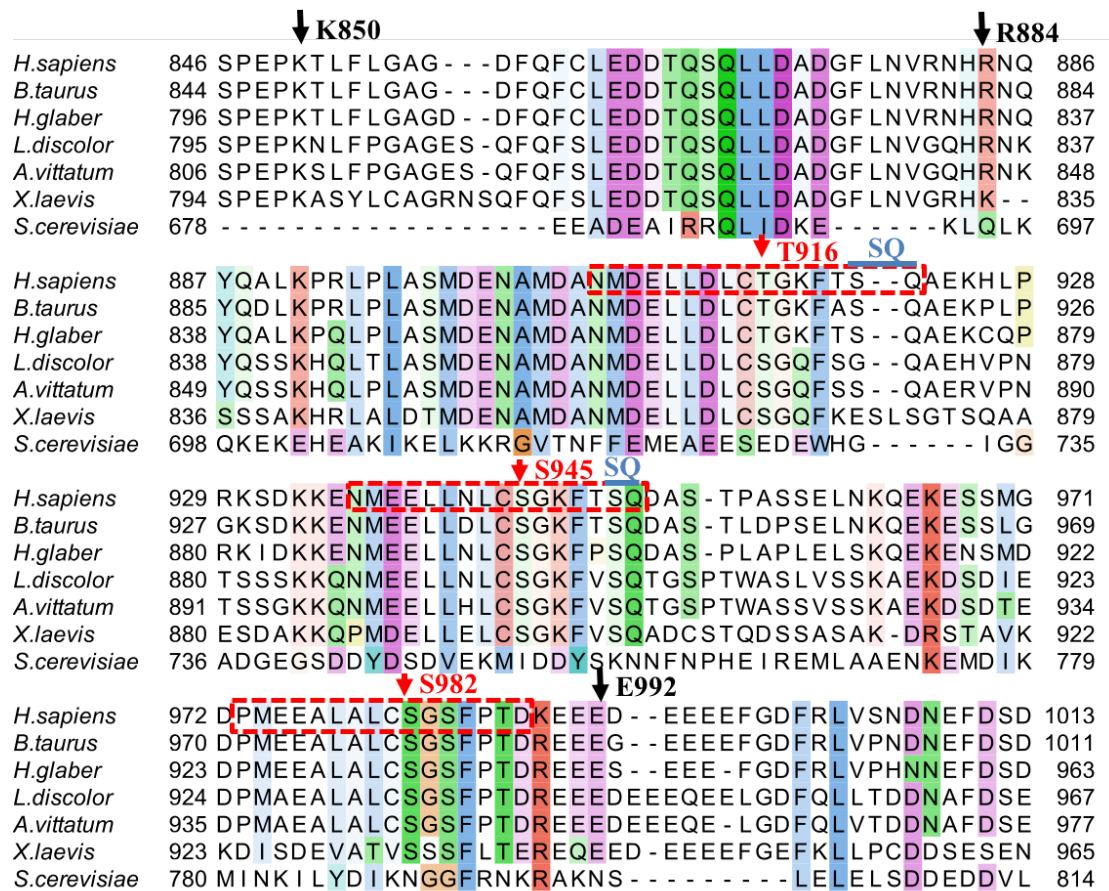 K850 R884
H.sapiens 846 SPEPKTLFLGAG---DFQFCLEDDTQSQLLDADGFLNVRNHRNQ 886
B.taurus 844 SPEPKTLFLGAG---DFQFCLEDDTQSQLLDADGFLNVRNHRNQ 884
H.glaber 796 SPEPKTLFLGAGD--DFQFSLEDDTQSQLLDADGFLNVRNHRNQ 837
L.discolor 795 SPEPKNLFPGAGES-QFQFSLEDDTQSQLLDADGFLNVGQHRNK 837
A.vittatum 806 SPEPKSLFPGAGES-QFQFSLEDDTQSQLLDADGFLNVGQHRNK 848
X.laevis 794 SPEPKASYLCAGRNSQFQFSLEDDTQSQLLDADGFLNVGRHK-- 835
S.cerevisiae 678 ------------------EEADEAIRRQLIDKE------KLQLK 697
T916 SQ
H.sapiens 887 YQALKPRLPLASMDENAMDANMDELLDLCTGKFTS--QAEKHLP 928
B.taurus 885 YQDLKPRLPLASMDENAMDANMDELLDLCTGKFAS--QAEKPLP 926
H.glaber 838 YQALKPQLPLASMDENAMDANMDELLDLCTGKFTS--QAEKCQP 879
L.discolor 838 YQSSKHQLTLASMDENAMDANMDELLDLCSGQFSG--QAEHVPN 879
A.vittatum 849 YQSSKHQLPLASMDENAMDANMDELLDLCSGQFSS--QAERVPN 890
X.laevis 836 SSSAKHRLALDTMDENAMDANMDELLDLCSGQFKESLSGTSQAA 879
S.cerevisiae 698 QKEKEHEAKIKELKKRGVTNFFEMEAEESEDEWHG------IGG 735
S945 SQ
H.sapiens 929 RKSDKKENMEELLNLCSGKFTSQDAS-TPASSELNKQEKESSMG 971
B.taurus 927 GKSDKKENMEELLDLCSGKFTSQDAS-TLDPSELNKQEKESSLG 969
H.glaber 880 RKIDKKENMEELLNLCSGKFPSQDAS-PLAPLELSKQEKENSMD 922
L.discolor 880 TSSSKKQNMEELLNLCSGKFVSQTGSPTWASLVSSKAEKDSDIE 923
A.vittatum 891 TSSGKKQNMEELLHLCSGKFVSQTGSPTWASSVSSKAEKDSDTE 934
X.laevis 880 ESDAKKQPMDELLELCSGKFVSQADCSTQDSSASAK-DRSTAVK 922
S.cerevisiae 736 ADGEGSDDYDSDVEKMIDDYSKNNFNPHEIREMLAAENKEMDIK 779
S982 E992
H.sapiens 972 DPMEEALALCSGSFPTDKEEED--EEEEFGDFRLVSNDNEFDSD 1013
B.taurus 970 DPMEEALALCSGSFPTDREEEG--EEEEFGDFRLVPNDNEFDSD 1011
H.glaber 923 DPMEEALALCSGSFPTDREEES--EEE-FGDFRLVPHNNEFDSD 963
L.discolor 924 DPMAEALALCSGSFPTDREEEDEEEQEELGDFQLLTDDNAFDSE 967
A.vittatum 935 DPMAEALALCSGSFPTDREEEDEEEQE-LGDFQLVTDDNAFDSE 977
X.laevis 923 KDISDEVATVSSSFLTEREQEED-EEEEFGEFKLLPCDDSESEN 965
S.cerevisiae 780 MINKILYDIKNGGFRNKRAKNS---------LELELSDDEDDVL 814